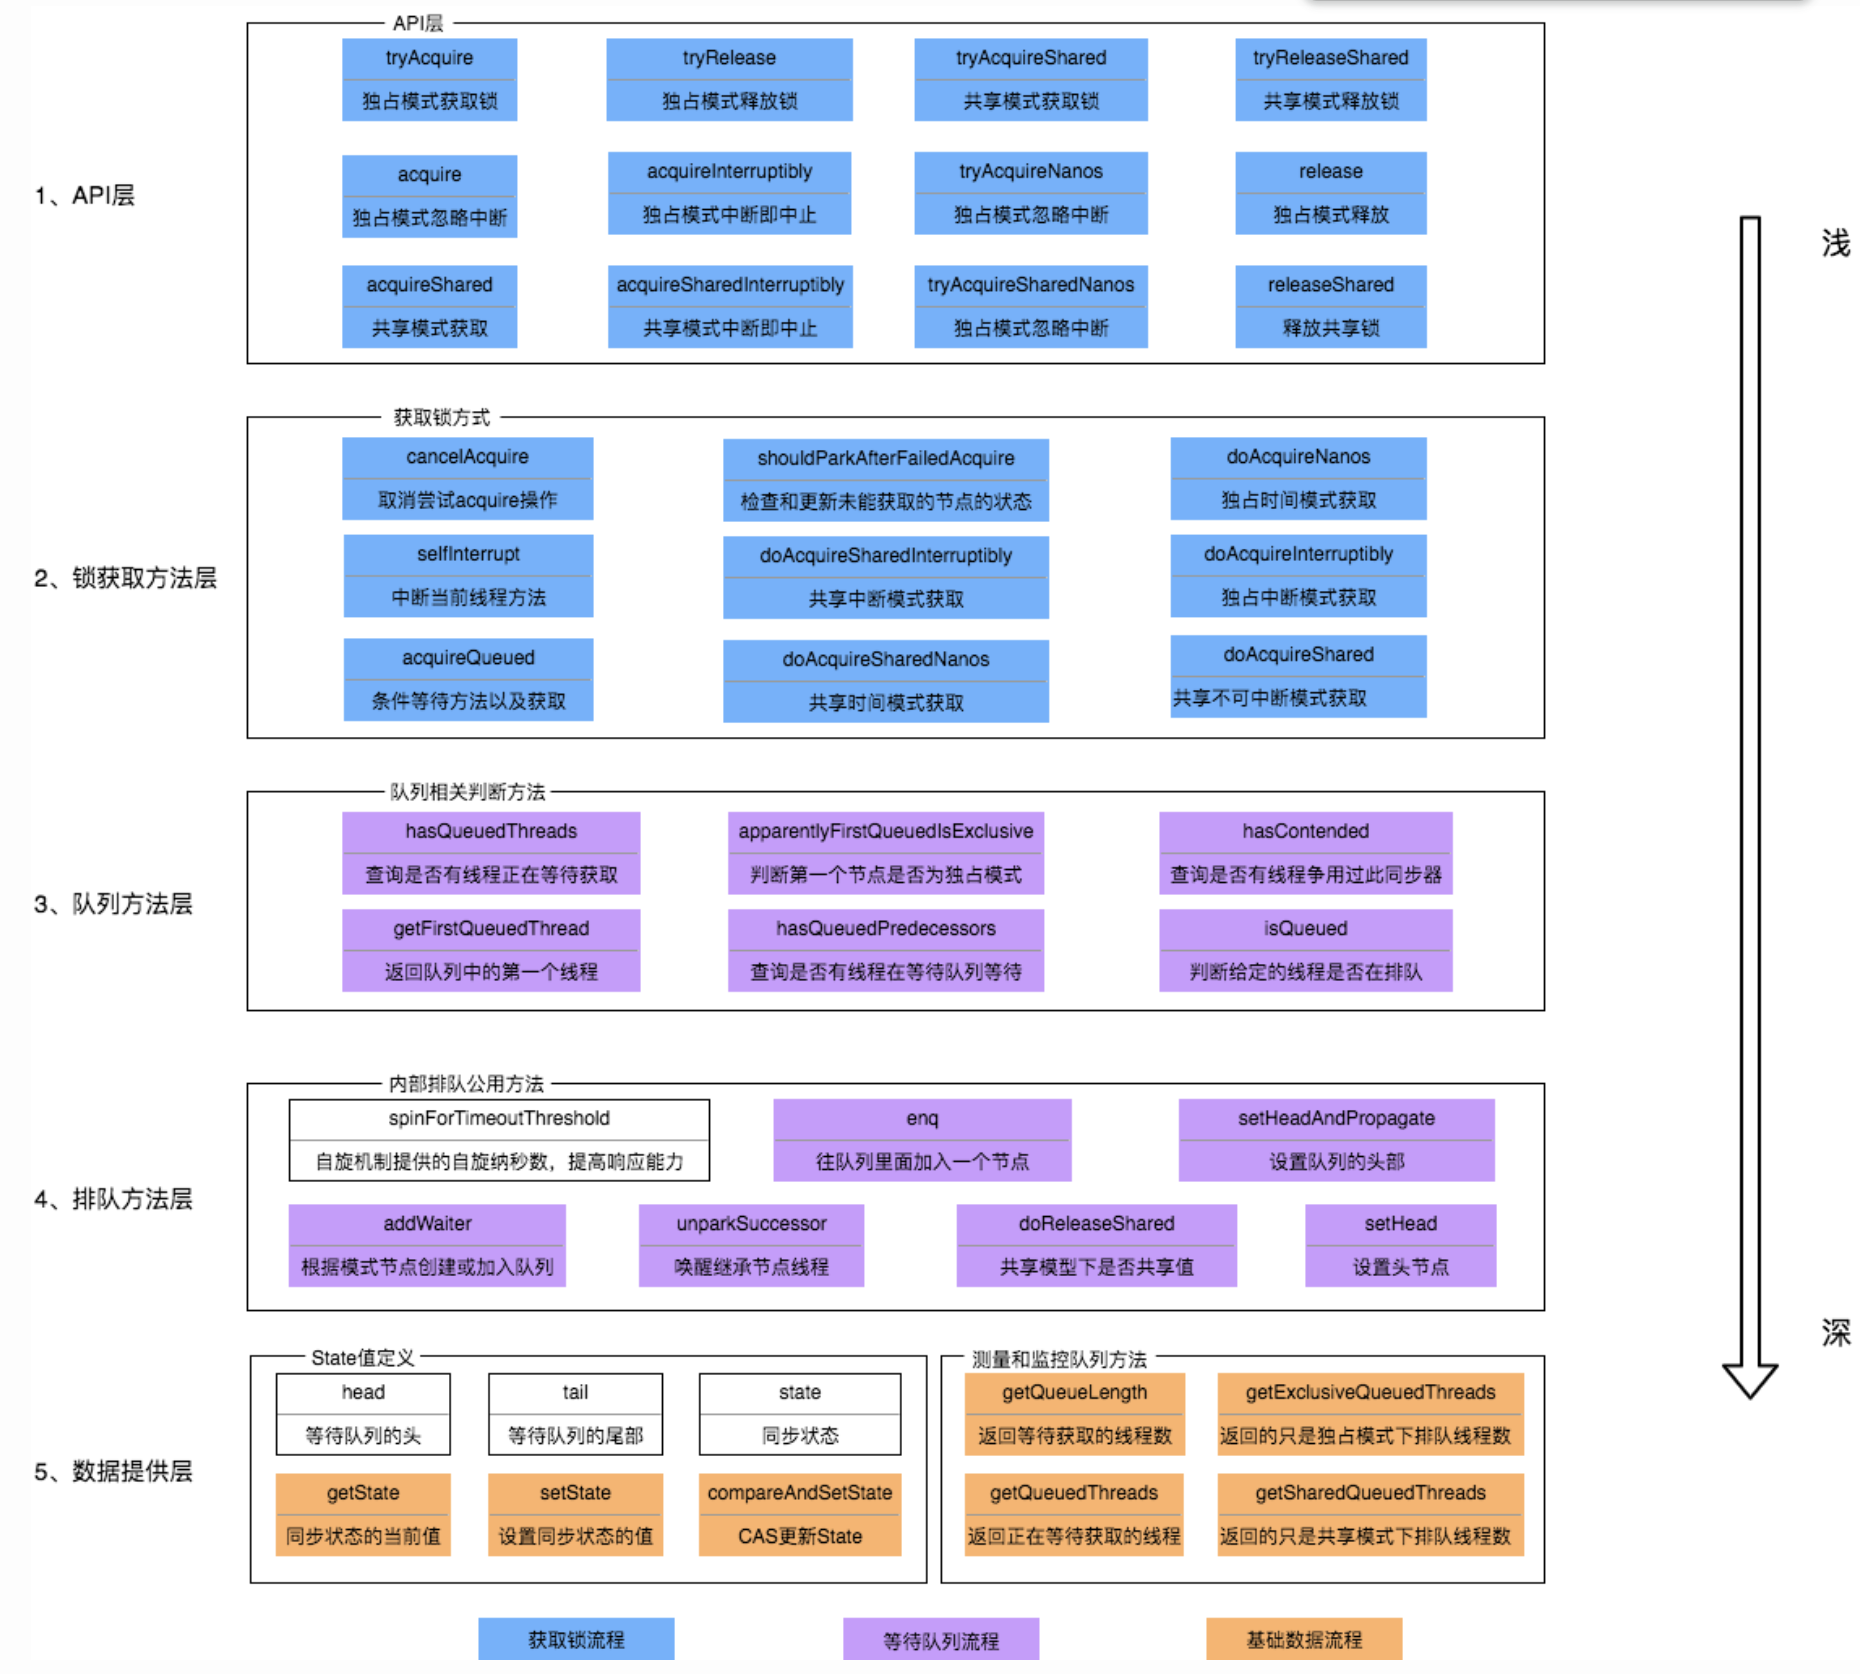 API层
tryAcquire
独占模式获取锁
tryRelease
独占模式释放锁
tryAcquireShared
共享模式获取锁
tryReleaseShared
共享模式释放锁
1、API层
acquire
独占模式忽略中断
acquireInterruptibly
独占模式中断即中止
tryAcquireNanos
独占模式忽略中断
release
独占模式释放
acquireShared
共享模式获取
acquireSharedInterruptibly
共享模式中断即中止
tryAcquireSharedNanos
独占模式忽略中断
releaseShared
释放共享锁
浅
获取锁方式
cancelAcquire
取消尝试acquire操作
shouldParkAfterFailedAcquire
检查和更新未能获取的节点的状态
doAcquireNanos
独占时间模式获取
2、锁获取方法层
selfInterrupt
中断当前线程方法
doAcquireSharedInterruptibly
共享中断模式获取
doAcquireInterruptibly
独占中断模式获取
acquireQueued
条件等待方法以及获取
doAcquireSharedNanos
共享时间模式获取
doAcquireShared
共享不可中断模式获取
队列相关判断方法
hasQueuedThreads
查询是否有线程正在等待获取
apparentlyFirstQueuedIsExclusive
判断第一个节点是否为独占模式
hasContended
查询是否有线程争用过此同步器
3、队列方法层
getFirstQueuedThread
返回队列中的第一个线程
hasQueuedPredecessors
查询是否有线程在等待队列等待
isQueued
判断给定的线程是否在排队
内部排队公用方法
spinForTimeoutThreshold
自旋机制提供的自旋纳秒数，提高响应能力
enq
往队列里面加入一个节点
setHeadAndPropagate
设置队列的头部
4、排队方法层
addWaiter
根据模式节点创建或加入队列
unparkSuccessor
唤醒继承节点线程
doReleaseShared
共享模型下是否共享值
setHead
设置头节点
深
State值定义
head
等待队列的头
tail
等待队列的尾部
state
同步状态
5、数据提供层
getState
同步状态的当前值
setState
设置同步状态的值
compareAndSetState
CAS更新State
测量和监控队列方法
getQueueLength
返回等待获取的线程数
getExclusiveQueuedThreads
返回的只是独占模式下排队线程数
getQueuedThreads
返回正在等待获取的线程
getSharedQueuedThreads
返回的只是共享模式下排队线程数
获取锁流程
等待队列流程
基础数据流程